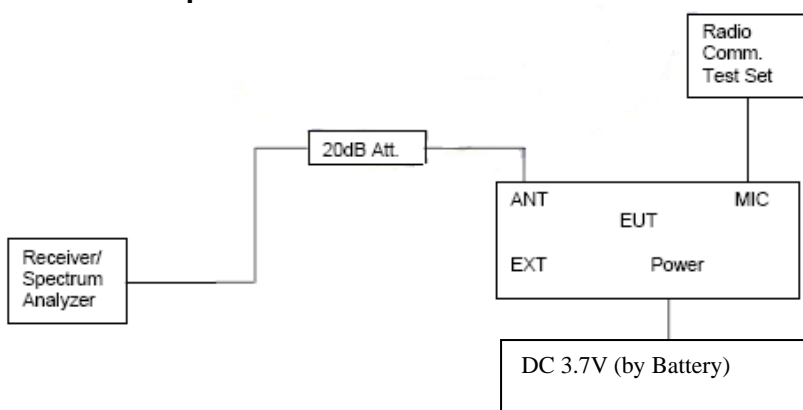 Radio
Comm.
Test Set
20dB Att.
ANT
MIC
EUT
EXT
Power
Receiver/
Spectrum
Analyzer
DC 3.7V (by Battery)